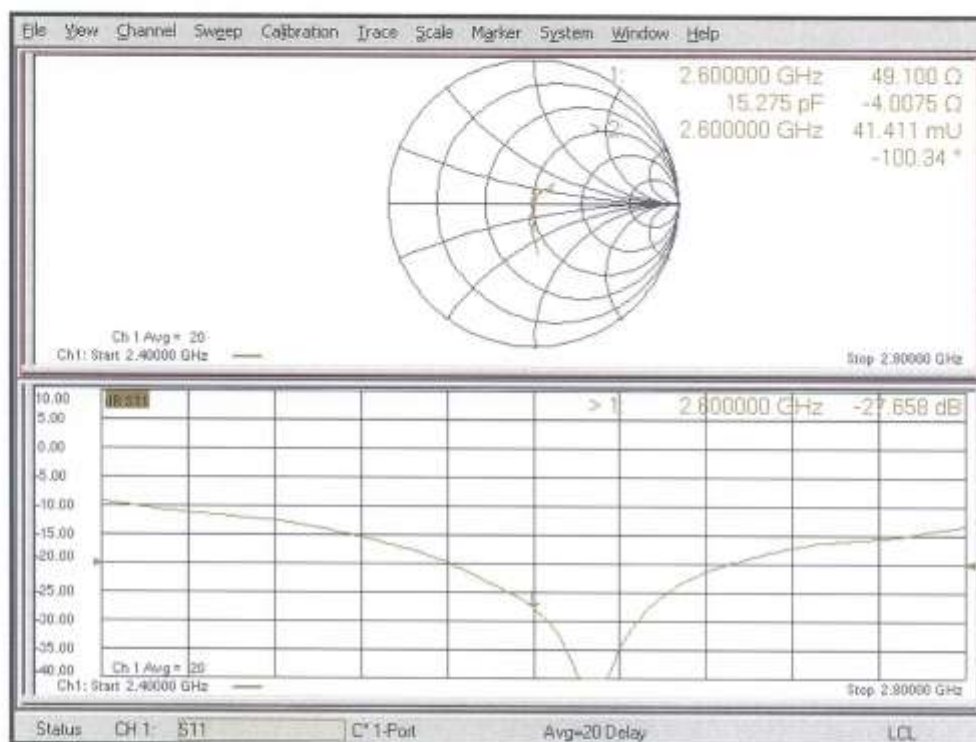 File View Channel Sweep Calibration Trace Scale Marker System Window Help
1: 2.600000 GHz 49.100 Ω
15.275 pF -4.0075 Ω
2.600000 GHz 41.411 mU
-100.34 °
Ch 1 Avg = 20
Ch1: Start 2.40000 GHz
Stop 2.80000 GHz
10.00
5.00
0.00
-5.00
-10.00
-15.00
-20.00
-25.00
-30.00
-35.00
-40.00
> 1: 2.600000 GHz -27.658 dB
Ch 1 Avg = 20
Ch1: Start 2.40000 GHz
Stop 2.80000 GHz
Status CH 1: S11 C* 1-Port Avg=20 Delay LCL